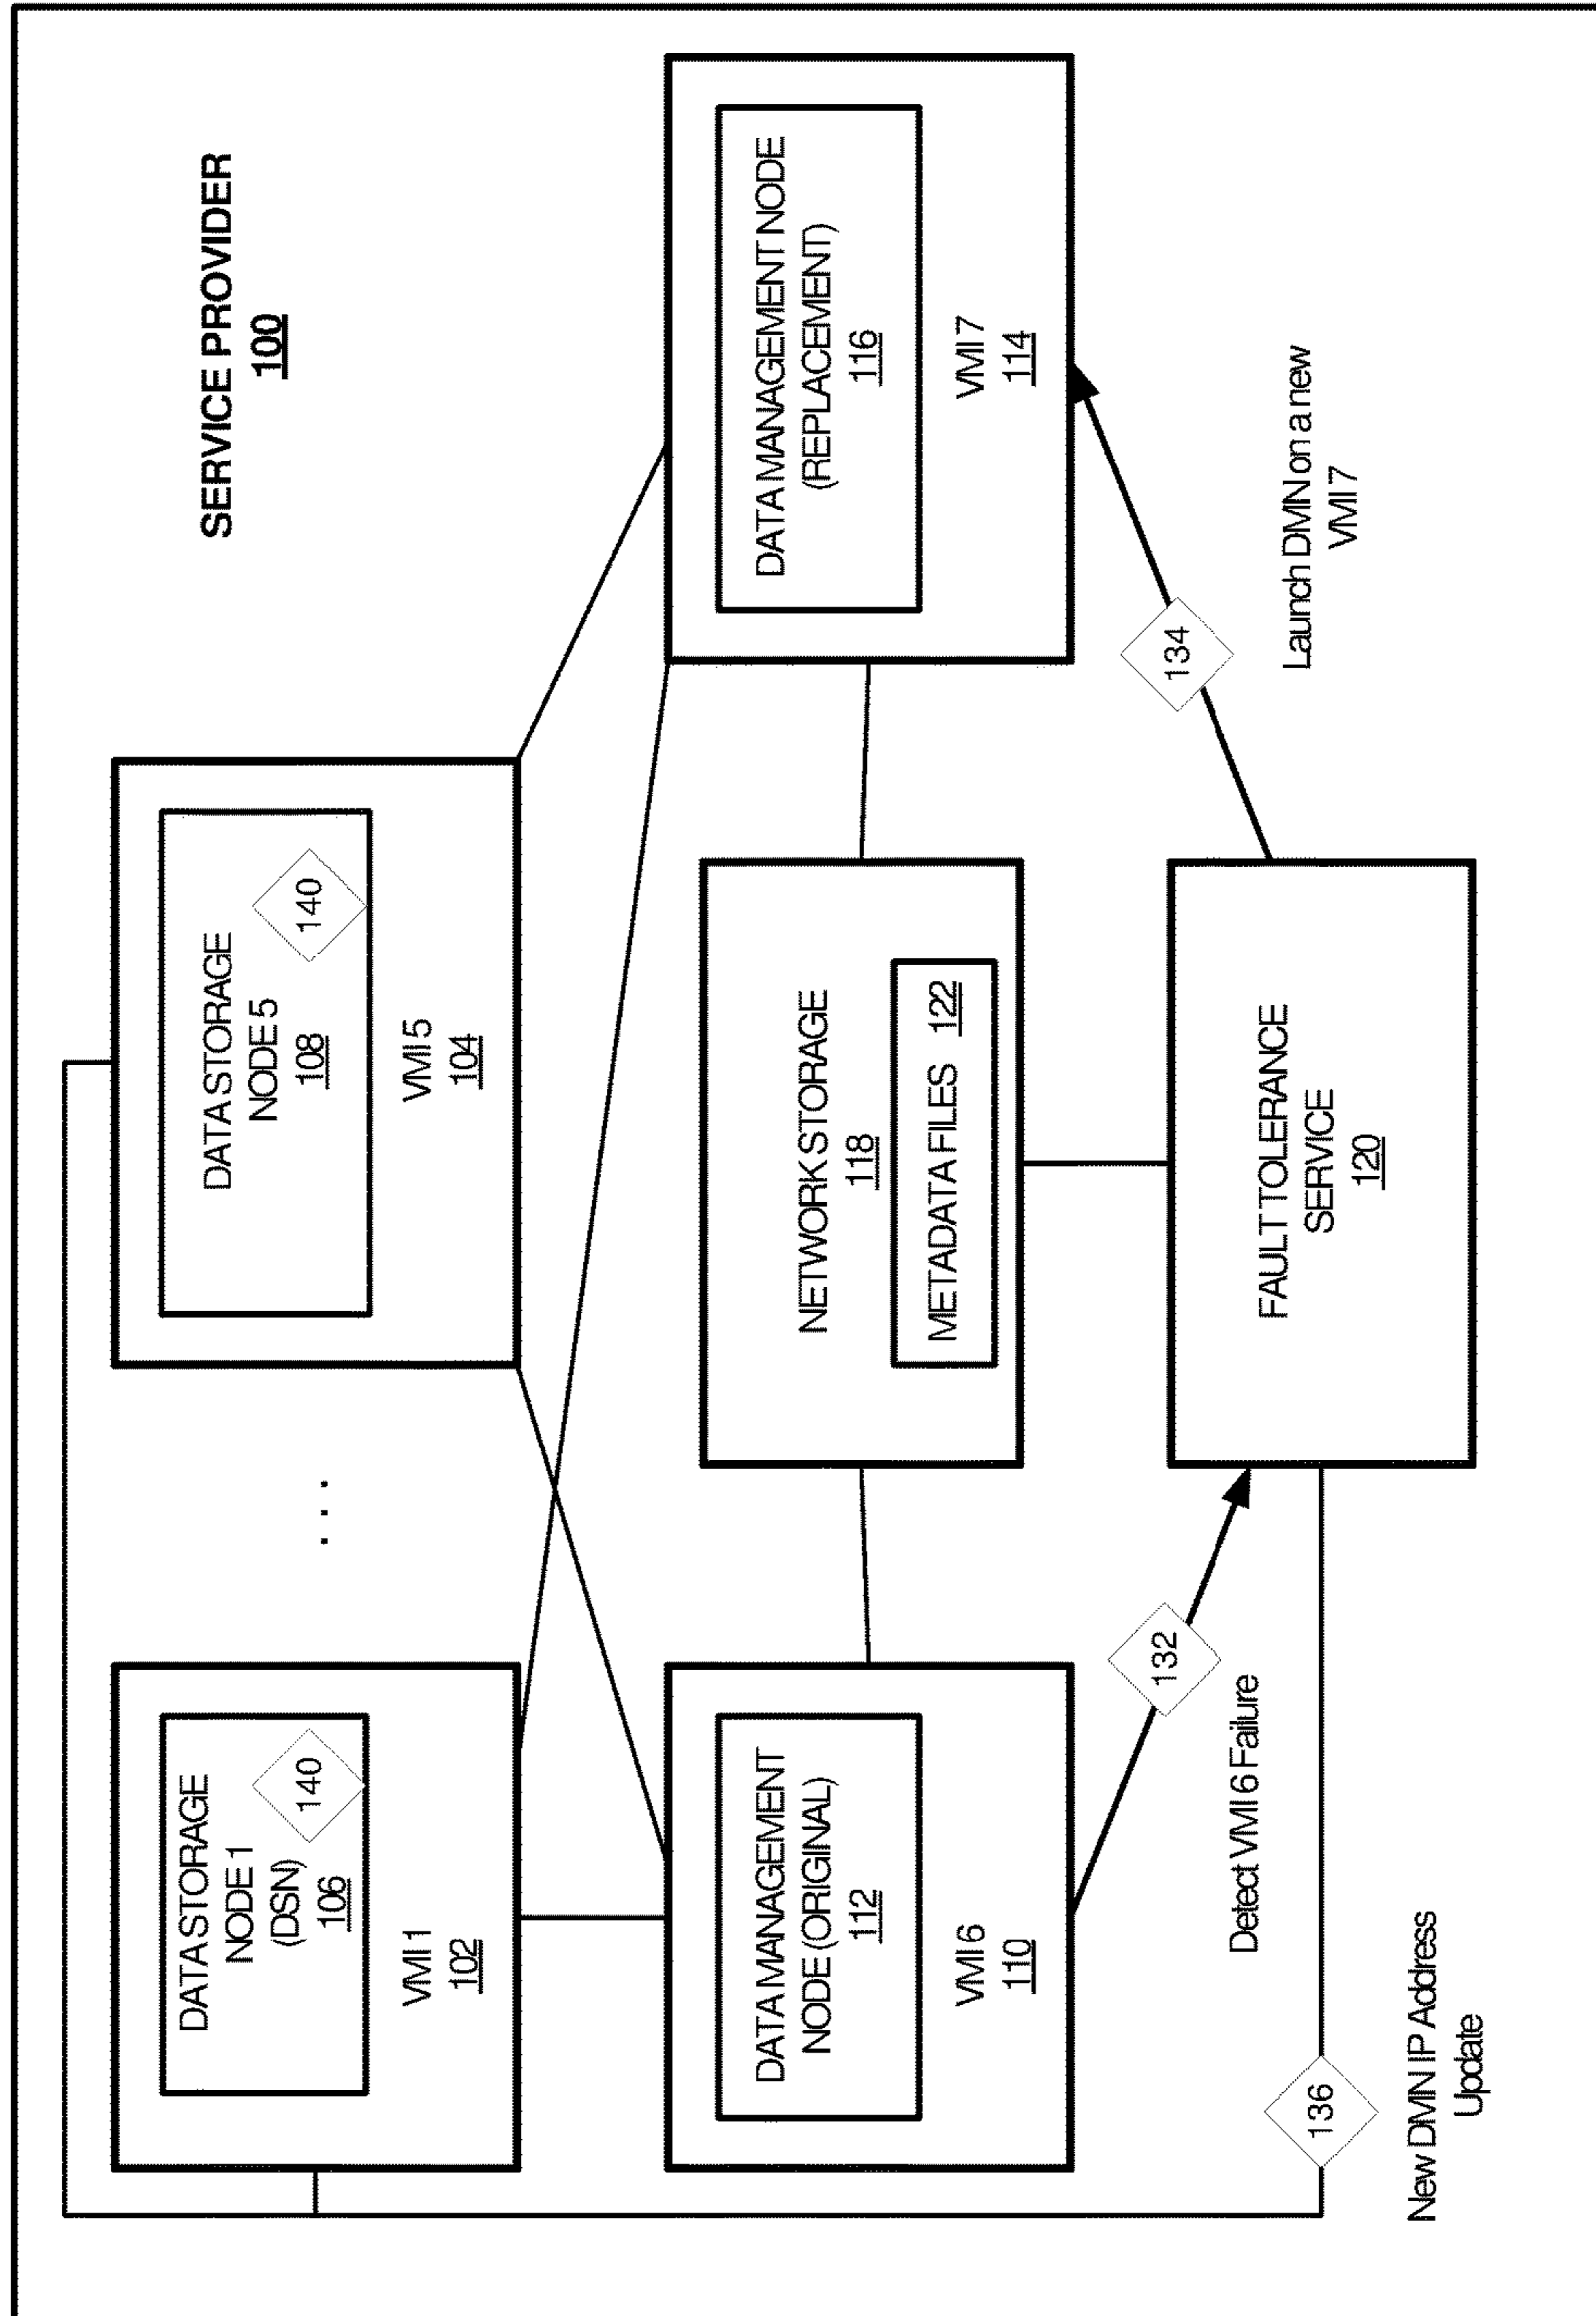 SERVICE PROVIDER
100
DATA STORAGE
NODE 1
(DSN)
106
140
VMI 1
102
. . .
DATA STORAGE
NODE 5
108
140
VMI 5
104
DATA MANAGEMENT
NODE (ORIGINAL)
112
VMI 6
110
NETWORK STORAGE
118
METADATA FILES 122
DATA MANAGEMENT NODE
(REPLACEMENT)
116
VMI 7
114
132
Detect VMI 6 Failure
134
Launch DMN on a new
VMI 7
FAULT TOLERANCE
SERVICE
120
136
New DMN IP Address
Update